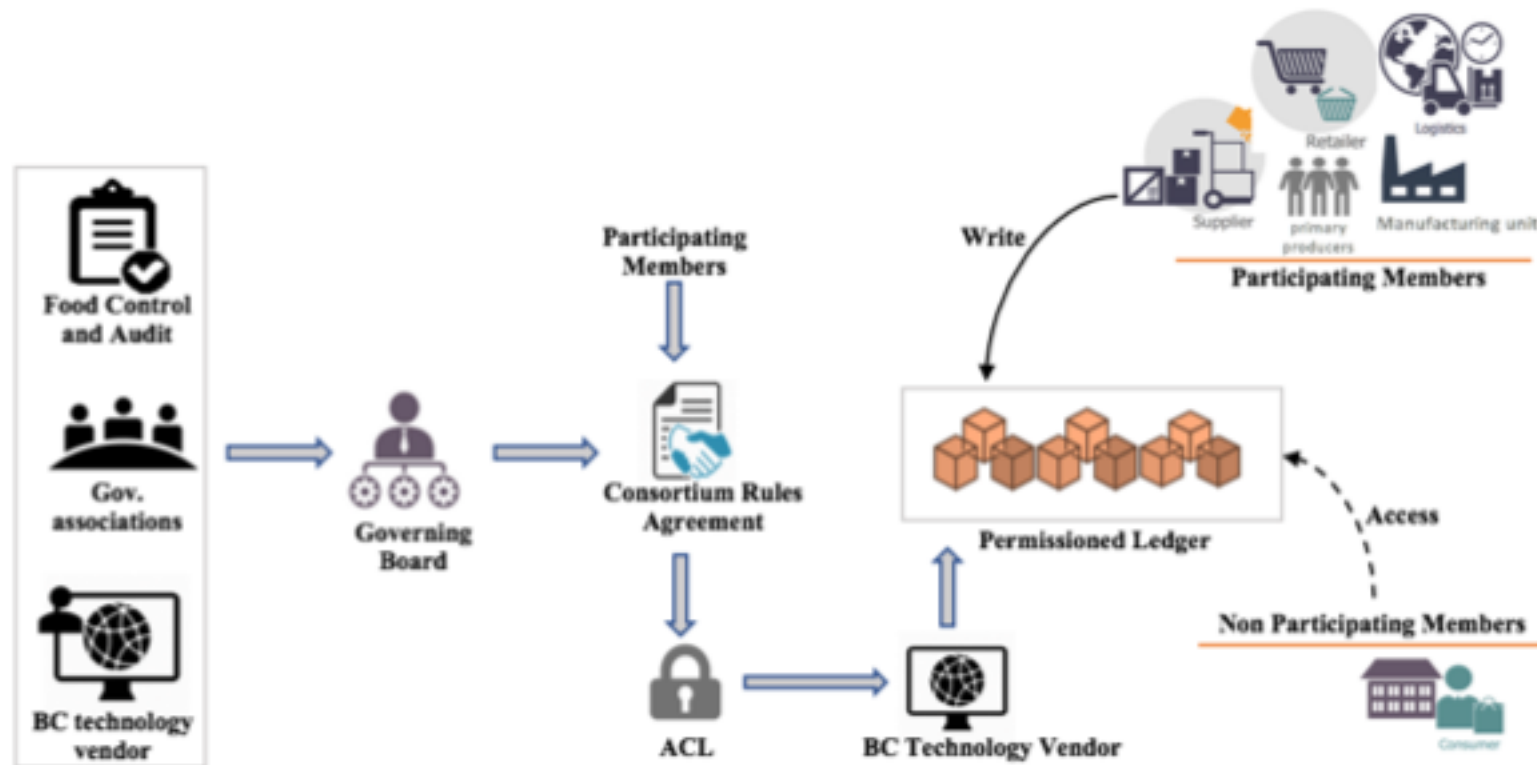 Food Control
and Audit
Gov.
associations
BC technology
vendor
Governing
Board
Participating
Members
Consortium Rules
Agreement
ACL
BC Technology Vendor
Permissioned Ledger
Write
Supplier
Retailer
Logistics
primary
producers
Manufacturing unit
Participating Members
Access
Non Participating Members
Consumer